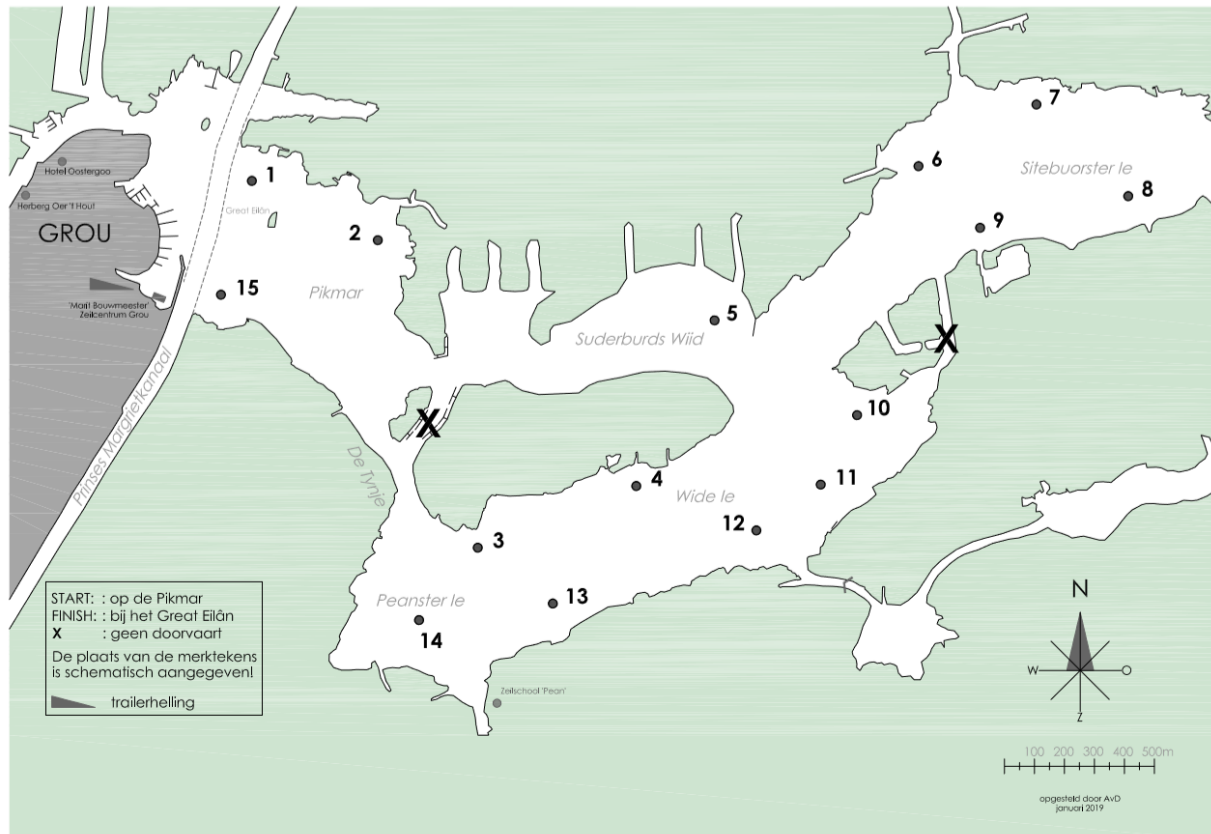 7
6
Sitebuorster Ie
Hotel Oostergoo
1
8
Herberg Oer 't Hout
Great Eilân
9
GROU
2
15
Pikmar
'Marit Bouwmeester'
Zeilcentrum Grou
5
Suderburds Wiid
X
Prinses Margrietkanaal
10
X
De Tynje
4
11
Wide Ie
12
3
START: : op de Pikmar
FINISH: : bij het Great Eilân
X : geen doorvaart
De plaats van de merktekens
is schematisch aangegeven!
trailerhelling
Peanster Ie
13
14
N
W
O
Z
Zeilschool 'Pean'
100 200 300 400 500m
opgesteld door AvD
januari 2019